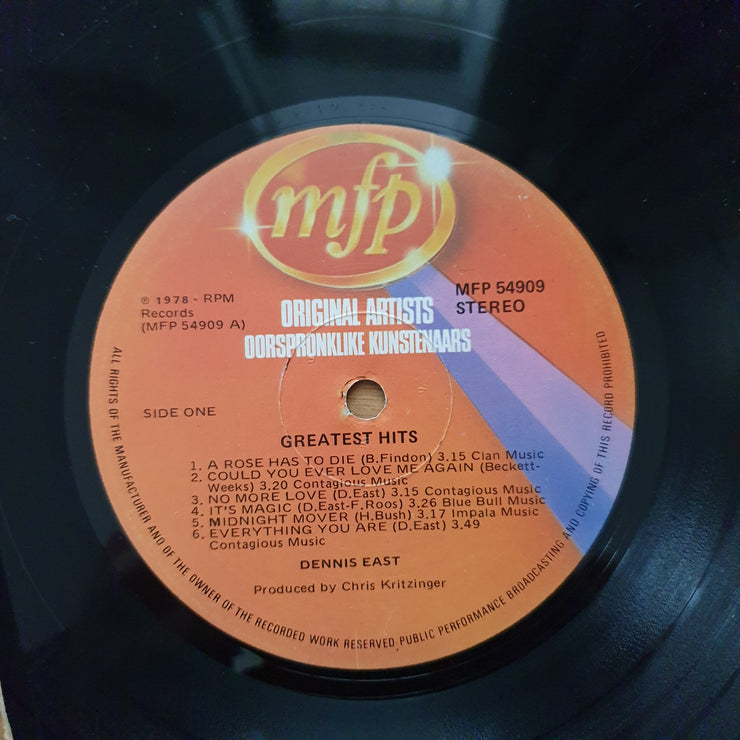 mfp
℗ 1978 - RPM
Records
(MFP 54909 A)
ORIGINAL ARTISTS
OORSPRONKLIKE KUNSTENAARS
MFP 54909
STEREO
SIDE ONE
GREATEST HITS
1. A ROSE HAS TO DIE (B.Findon) 3.15 Clan Music
2. COULD YOU EVER LOVE ME AGAIN (Beckett-
Weeks) 3.20 Contagious Music
3. NO MORE LOVE (D.East) 3.15 Contagious Music
4. IT'S MAGIC (D.East-F.Roos) 3.26 Blue Bull Music
5. MIDNIGHT MOVER (H.Bush) 3.17 Impala Music
6. EVERYTHING YOU ARE (D.East) 3.49
Contagious Music
DENNIS EAST
Produced by Chris Kritzinger
ALL RIGHTS OF THE MANUFACTURER AND OF THE OWNER OF THE RECORDED WORK RESERVED. PUBLIC PERFORMANCE BROADCASTING AND COPYING OF THIS RECORD PROHIBITED